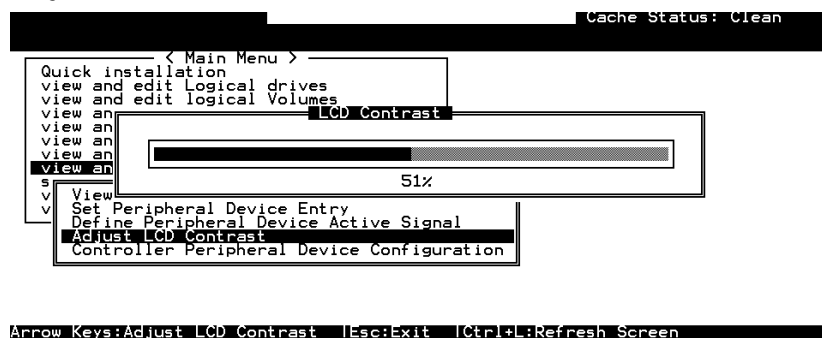 Cache Status: Clean
< Main Menu >
Quick installation
view and edit Logical drives
view and edit logical Volumes
view an
LCD Contrast
view an
view an
view an
view an
51%
s
v View
v Set Peripheral Device Entry
Define Peripheral Device Active Signal
Adjust LCD Contrast
Controller Peripheral Device Configuration
Arrow Keys:Adjust LCD Contrast |Esc:Exit |Ctrl+L:Refresh Screen